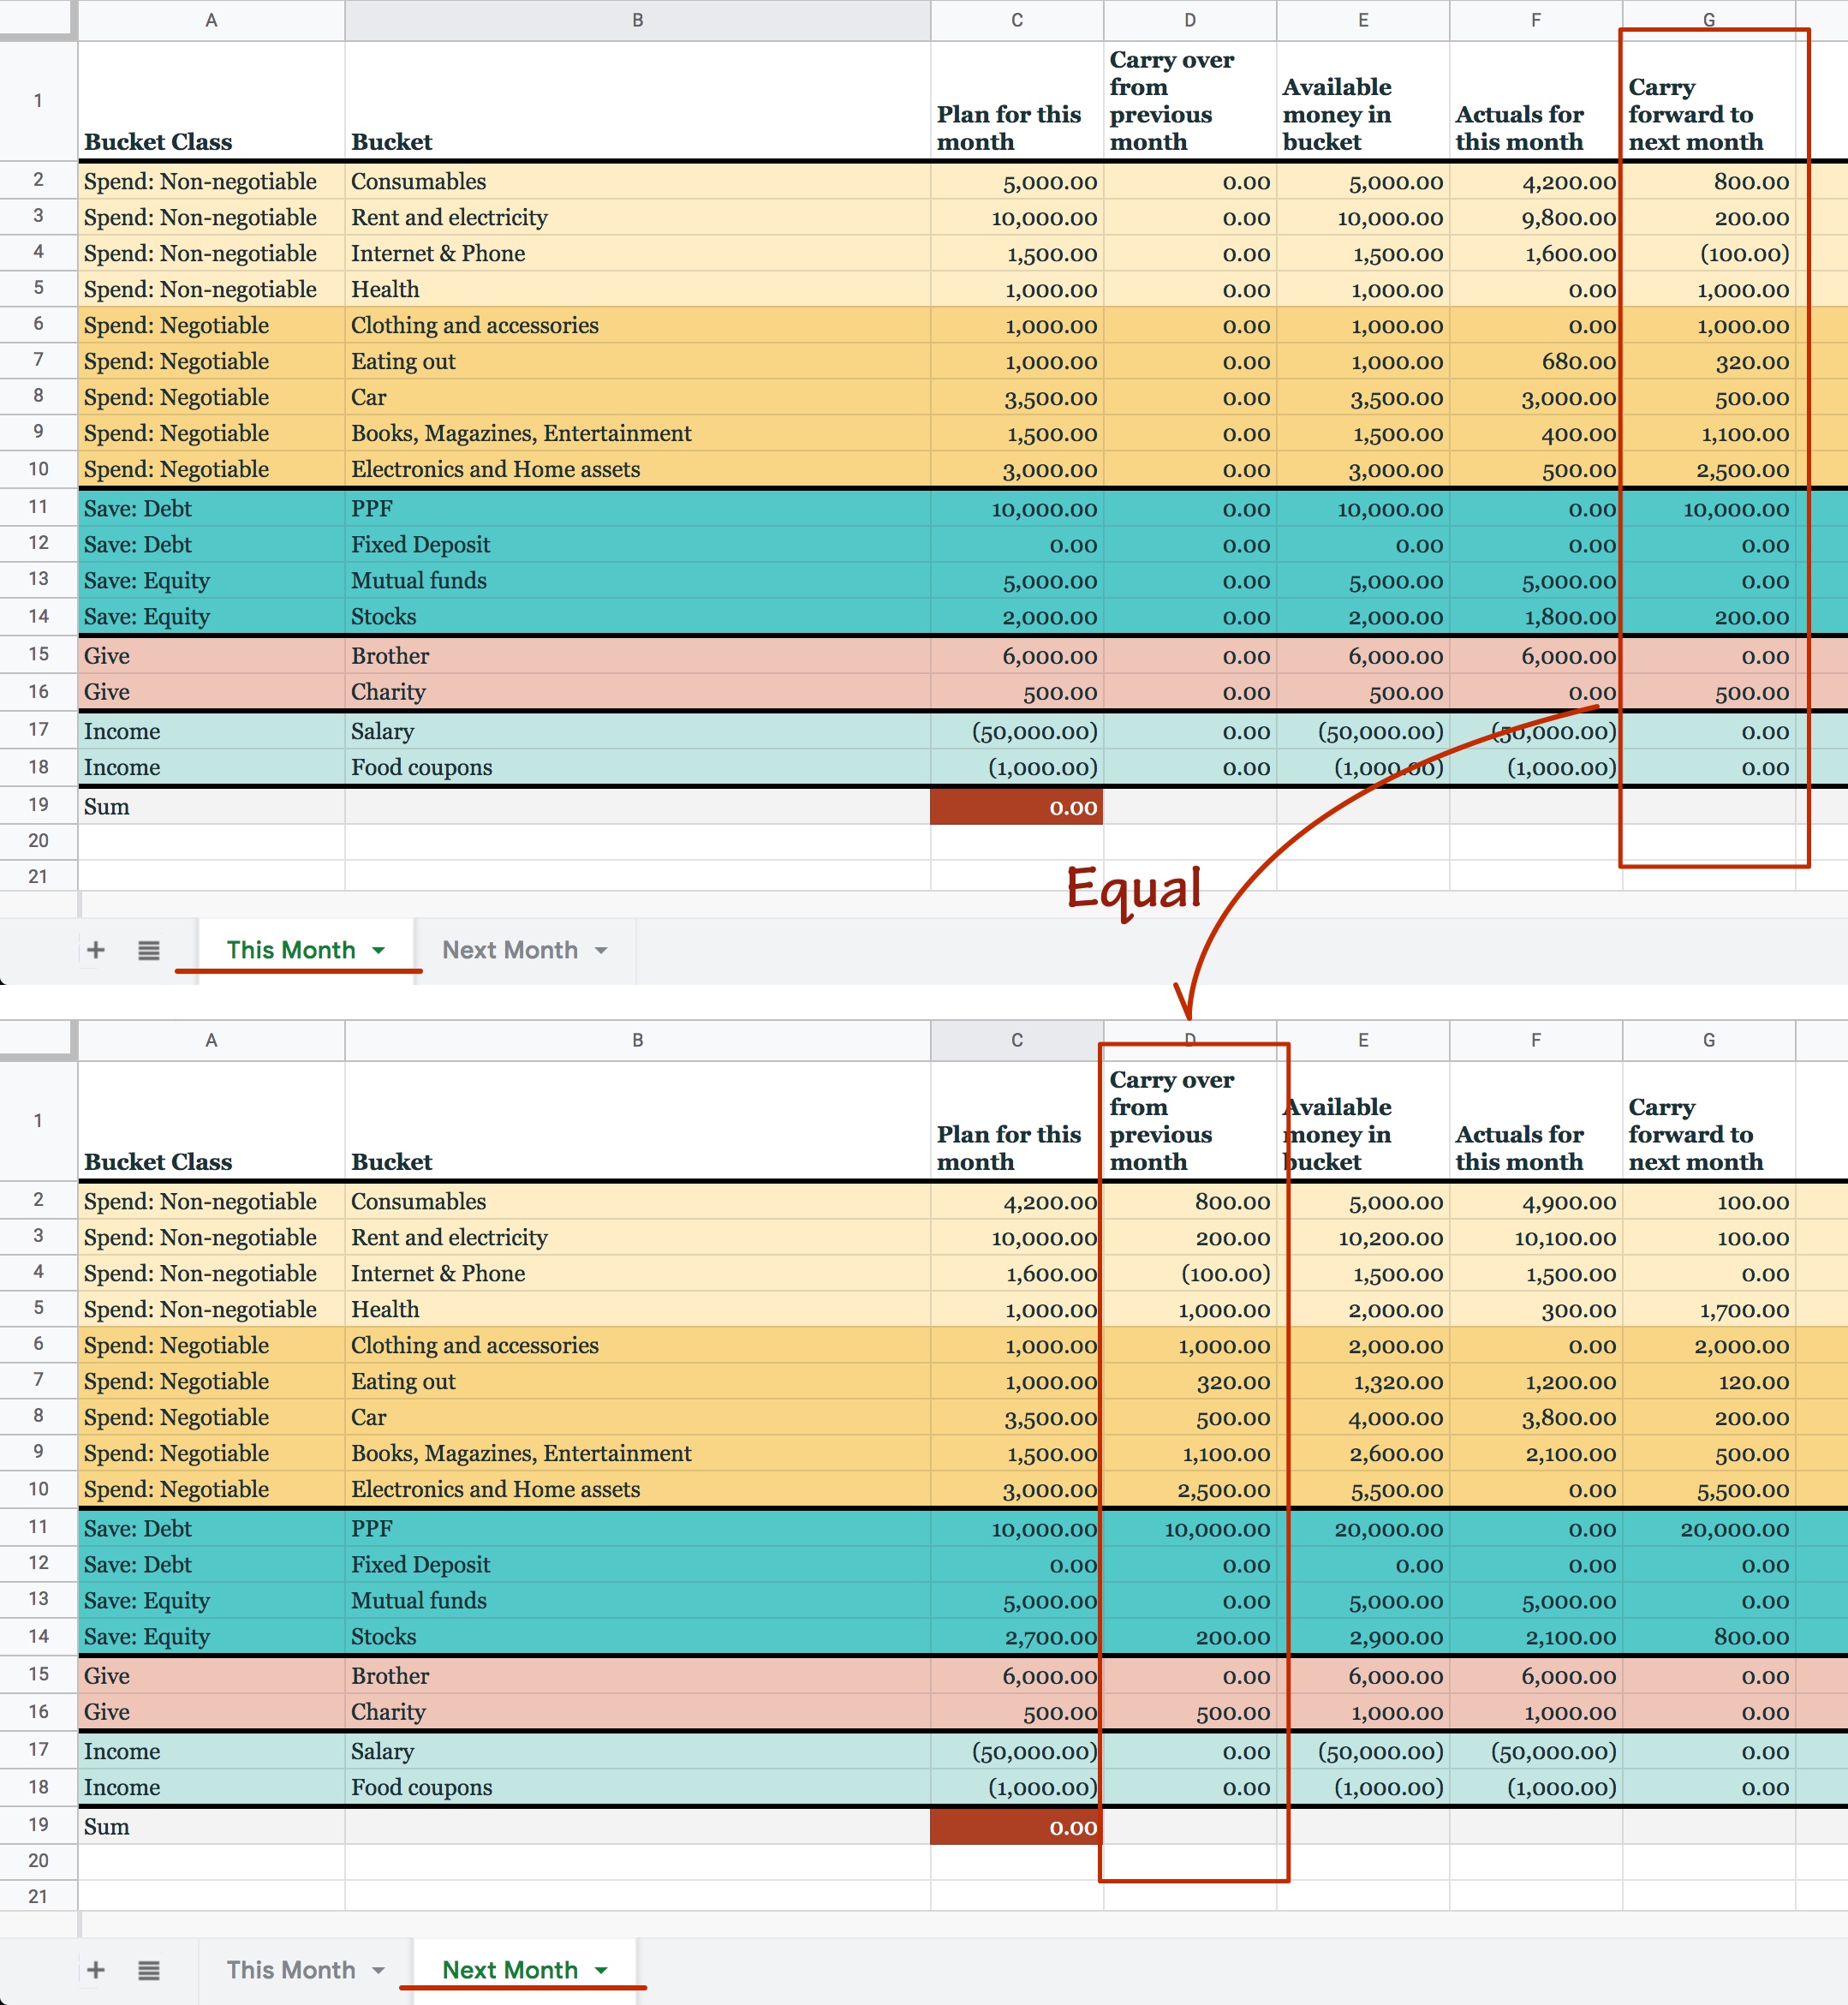 A B C D E F G
1 Bucket Class Bucket Plan for this month Carry over from previous month Available money in bucket Actuals for this month Carry forward to next month
2 Spend: Non-negotiable Consumables 5,000.00 0.00 5,000.00 4,200.00 800.00
3 Spend: Non-negotiable Rent and electricity 10,000.00 0.00 10,000.00 9,800.00 200.00
4 Spend: Non-negotiable Internet & Phone 1,500.00 0.00 1,500.00 1,600.00 (100.00)
5 Spend: Non-negotiable Health 1,000.00 0.00 1,000.00 0.00 1,000.00
6 Spend: Negotiable Clothing and accessories 1,000.00 0.00 1,000.00 0.00 1,000.00
7 Spend: Negotiable Eating out 1,000.00 0.00 1,000.00 680.00 320.00
8 Spend: Negotiable Car 3,500.00 0.00 3,500.00 3,000.00 500.00
9 Spend: Negotiable Books, Magazines, Entertainment 1,500.00 0.00 1,500.00 400.00 1,100.00
10 Spend: Negotiable Electronics and Home assets 3,000.00 0.00 3,000.00 500.00 2,500.00
11 Save: Debt PPF 10,000.00 0.00 10,000.00 0.00 10,000.00
12 Save: Debt Fixed Deposit 0.00 0.00 0.00 0.00 0.00
13 Save: Equity Mutual funds 5,000.00 0.00 5,000.00 5,000.00 0.00
14 Save: Equity Stocks 2,000.00 0.00 2,000.00 1,800.00 200.00
15 Give Brother 6,000.00 0.00 6,000.00 6,000.00 0.00
16 Give Charity 500.00 0.00 500.00 0.00 500.00
17 Income Salary (50,000.00) 0.00 (50,000.00) (50,000.00) 0.00
18 Income Food coupons (1,000.00) 0.00 (1,000.00) (1,000.00) 0.00
19 Sum 0.00
20
21
Equal
This Month Next Month
A B C D E F G
1 Bucket Class Bucket Plan for this month Carry over from previous month Available money in bucket Actuals for this month Carry forward to next month
2 Spend: Non-negotiable Consumables 4,200.00 800.00 5,000.00 4,900.00 100.00
3 Spend: Non-negotiable Rent and electricity 10,000.00 200.00 10,200.00 10,100.00 100.00
4 Spend: Non-negotiable Internet & Phone 1,600.00 (100.00) 1,500.00 1,500.00 0.00
5 Spend: Non-negotiable Health 1,000.00 1,000.00 2,000.00 300.00 1,700.00
6 Spend: Negotiable Clothing and accessories 1,000.00 1,000.00 2,000.00 0.00 2,000.00
7 Spend: Negotiable Eating out 1,000.00 320.00 1,320.00 1,200.00 120.00
8 Spend: Negotiable Car 3,500.00 500.00 4,000.00 3,800.00 200.00
9 Spend: Negotiable Books, Magazines, Entertainment 1,500.00 1,100.00 2,600.00 2,100.00 500.00
10 Spend: Negotiable Electronics and Home assets 3,000.00 2,500.00 5,500.00 0.00 5,500.00
11 Save: Debt PPF 10,000.00 10,000.00 20,000.00 0.00 20,000.00
12 Save: Debt Fixed Deposit 0.00 0.00 0.00 0.00 0.00
13 Save: Equity Mutual funds 5,000.00 0.00 5,000.00 5,000.00 0.00
14 Save: Equity Stocks 2,700.00 200.00 2,900.00 2,100.00 800.00
15 Give Brother 6,000.00 0.00 6,000.00 6,000.00 0.00
16 Give Charity 500.00 500.00 1,000.00 1,000.00 0.00
17 Income Salary (50,000.00) 0.00 (50,000.00) (50,000.00) 0.00
18 Income Food coupons (1,000.00) 0.00 (1,000.00) (1,000.00) 0.00
19 Sum 0.00
20
21
This Month Next Month